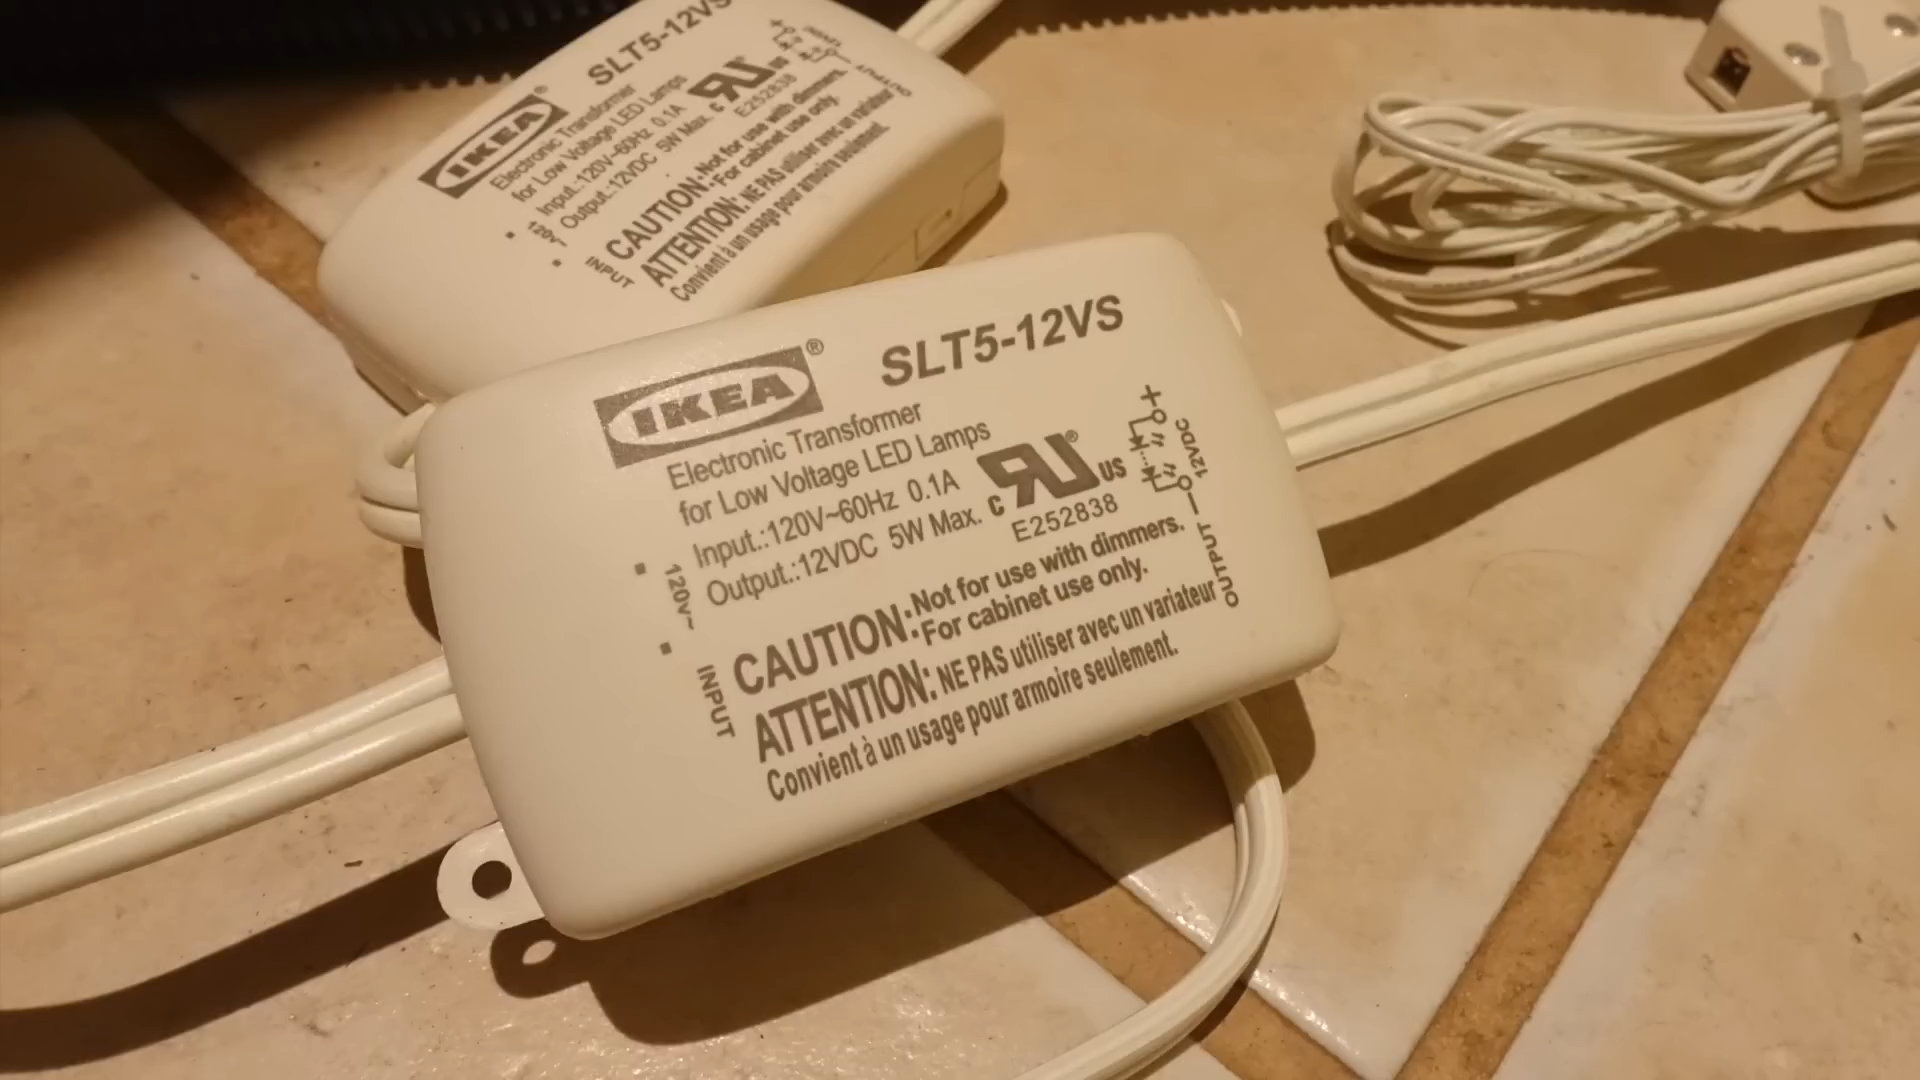 IKEA® SLT5-12VS
Electronic Transformer
for Low Voltage LED Lamps
Input.:120V~60Hz 0.1A
Output.:12VDC 5W Max.
c RU® US
E252838
CAUTION: Not for use with dimmers.
For cabinet use only.
ATTENTION: NE PAS utiliser avec un variateur
Convient à un usage pour armoire seulement.
120v~
INPUT
+
12VDC
–
OUTPUT
IKEA® SLT5-12VS
Electronic Transformer
for Low Voltage LED Lamps
Input.:120V~60Hz 0.1A
Output.:12VDC 5W Max.
c RU US
E252838
CAUTION: Not for use with dimmers.
For cabinet use only.
ATTENTION: NE PAS utiliser avec un variateur
Convient à un usage pour armoire seulement.
INPUT